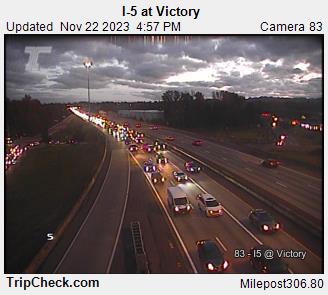 I-5 at Victory
Updated Nov 22 2023 4:57 PM Camera 83
S
83 - I5 @ Victory
TripCheck.com Milepost306.80